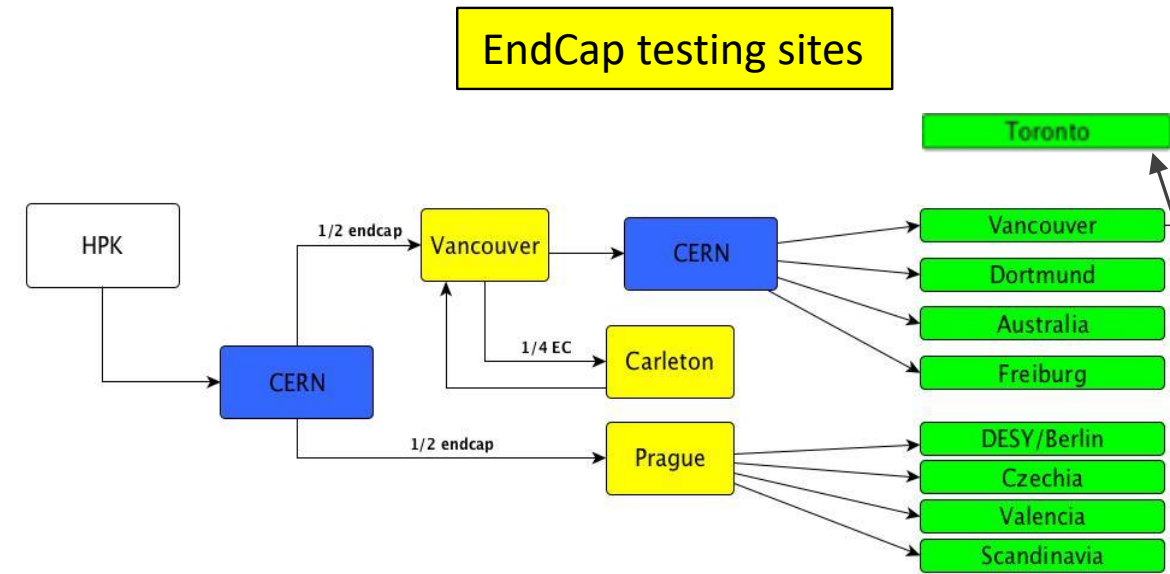 EndCap testing sites
Toronto
HPK
1/2 endcap
Vancouver
CERN
Vancouver
Dortmund
Australia
Freiburg
1/4 EC
Carleton
CERN
1/2 endcap
Prague
DESY/Berlin
Czechia
Valencia
Scandinavia